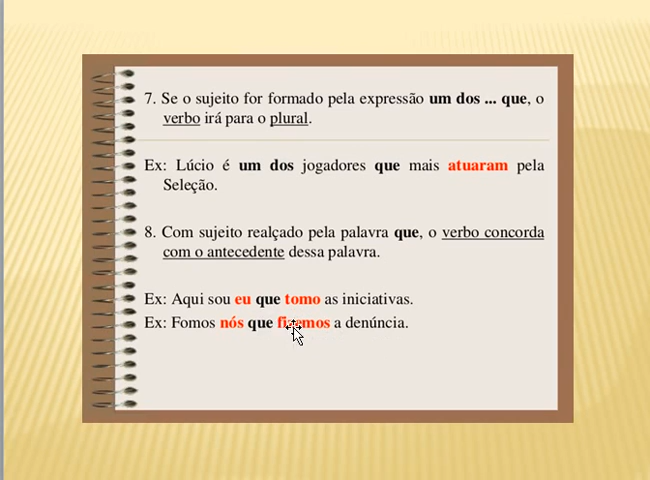 7. Se o sujeito for formado pela expressão um dos ... que, o
verbo irá para o plural.
Ex: Lúcio é um dos jogadores que mais atuaram pela
Seleção.
8. Com sujeito realçado pela palavra que, o verbo concorda
com o antecedente dessa palavra.
Ex: Aqui sou eu que tomo as iniciativas.
Ex: Fomos nós que fizemos a denúncia.